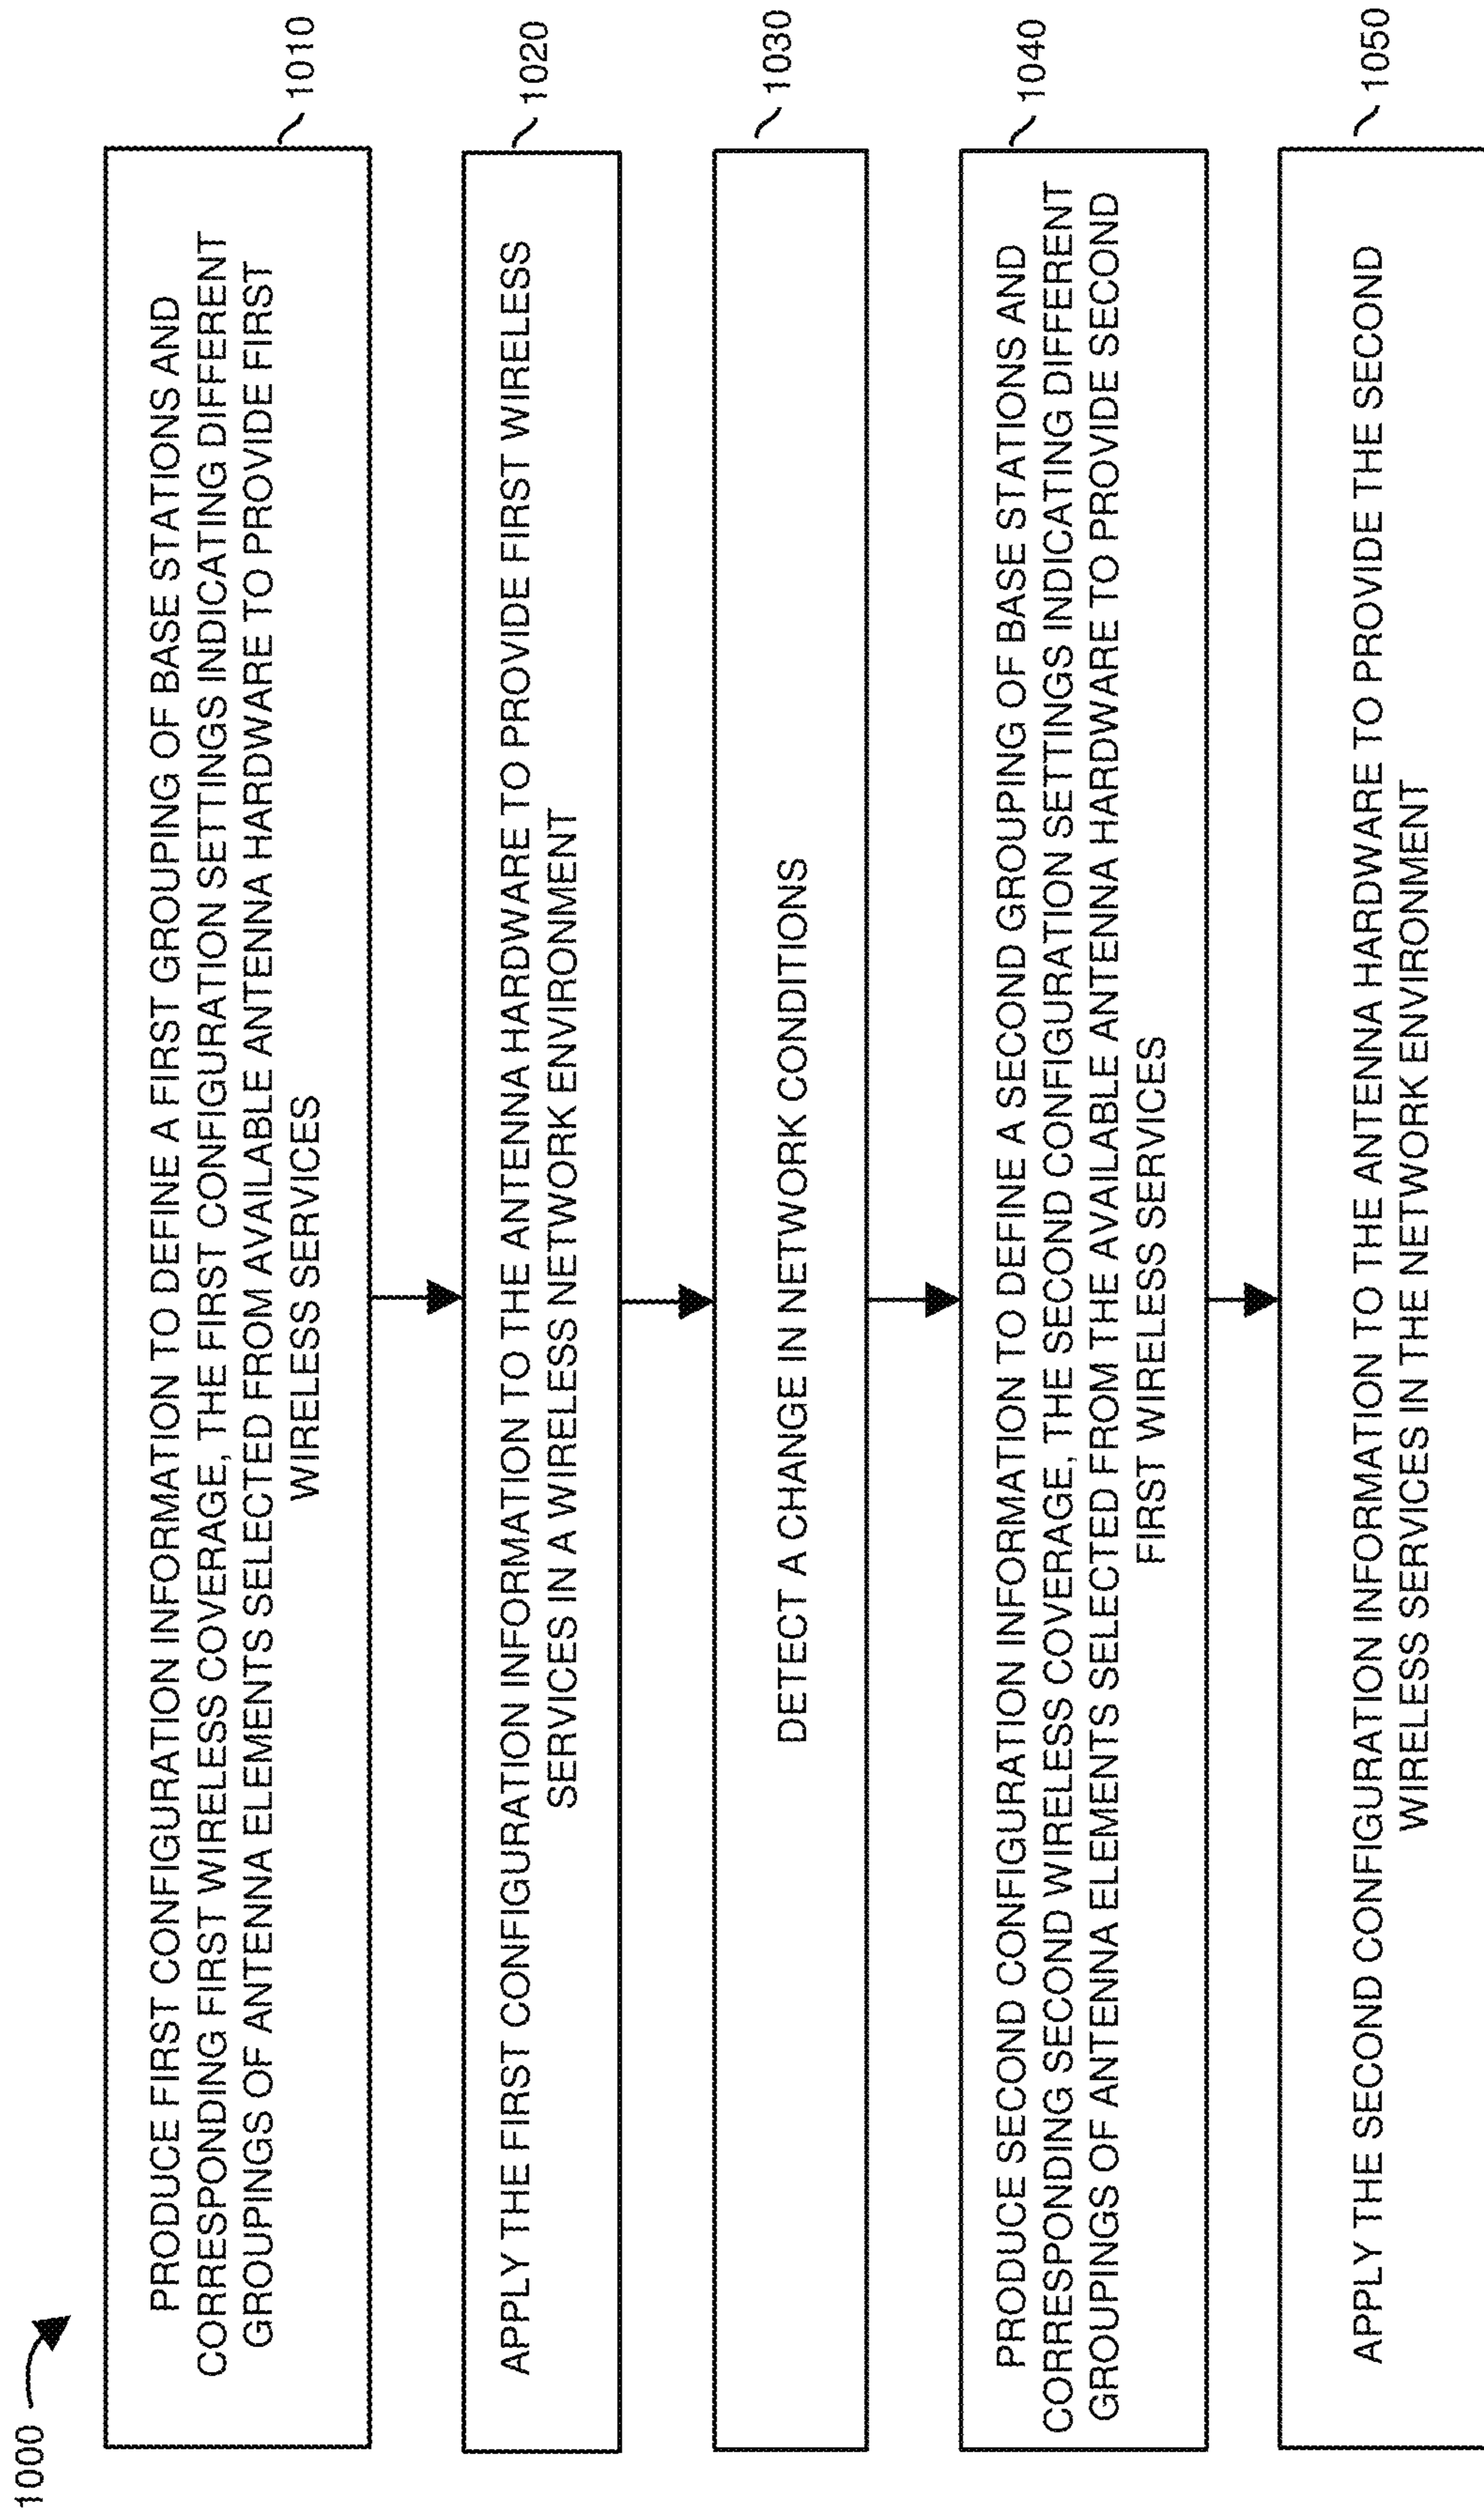 1000
PRODUCE FIRST CONFIGURATION INFORMATION TO DEFINE A FIRST GROUPING OF BASE STATIONS AND
CORRESPONDING FIRST WIRELESS COVERAGE, THE FIRST CONFIGURATION SETTINGS INDICATING DIFFERENT
GROUPINGS OF ANTENNA ELEMENTS SELECTED FROM AVAILABLE ANTENNA HARDWARE TO PROVIDE FIRST
WIRELESS SERVICES
1010
APPLY THE FIRST CONFIGURATION INFORMATION TO THE ANTENNA HARDWARE TO PROVIDE FIRST WIRELESS
SERVICES IN A WIRELESS NETWORK ENVIRONMENT
1020
DETECT A CHANGE IN NETWORK CONDITIONS
1030
PRODUCE SECOND CONFIGURATION INFORMATION TO DEFINE A SECOND GROUPING OF BASE STATIONS AND
CORRESPONDING SECOND WIRELESS COVERAGE, THE SECOND CONFIGURATION SETTINGS INDICATING DIFFERENT
GROUPINGS OF ANTENNA ELEMENTS SELECTED FROM THE AVAILABLE ANTENNA HARDWARE TO PROVIDE SECOND
FIRST WIRELESS SERVICES
1040
APPLY THE SECOND CONFIGURATION INFORMATION TO THE ANTENNA HARDWARE TO PROVIDE THE SECOND
WIRELESS SERVICES IN THE NETWORK ENVIRONMENT
1050